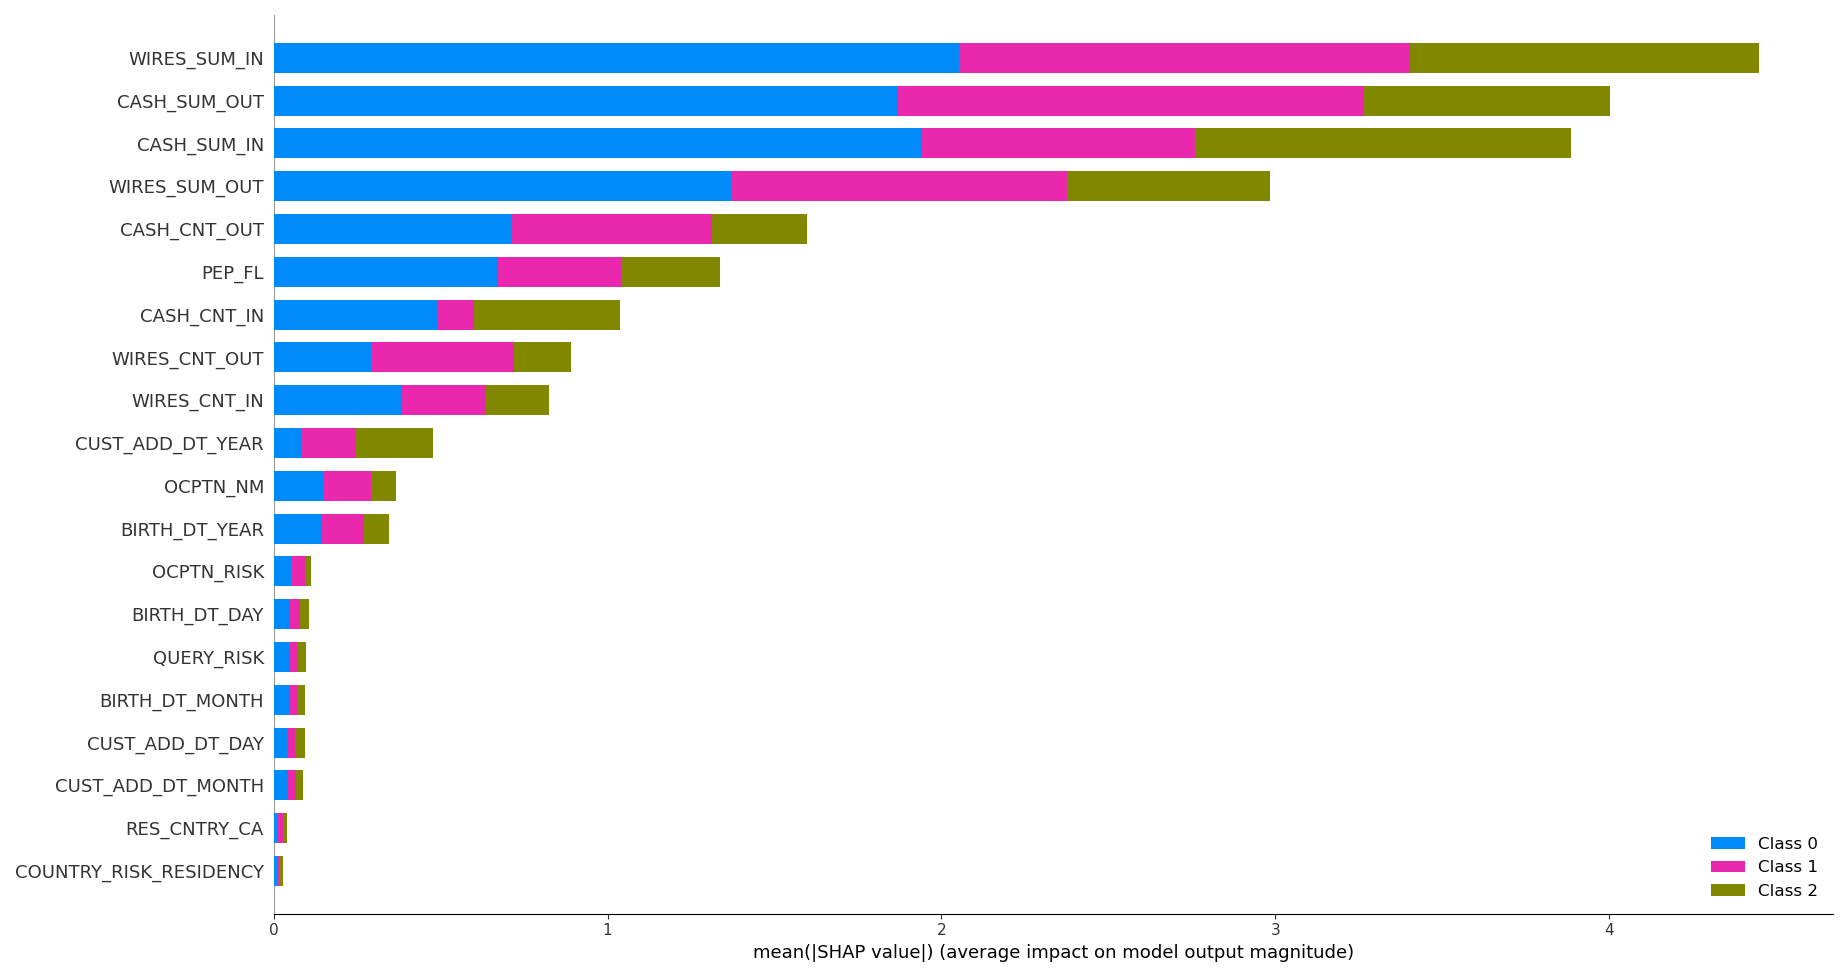 WIRES_SUM_IN
CASH_SUM_OUT
CASH_SUM_IN
WIRES_SUM_OUT
CASH_CNT_OUT
PEP_FL
CASH_CNT_IN
WIRES_CNT_OUT
WIRES_CNT_IN
CUST_ADD_DT_YEAR
OCPTN_NM
BIRTH_DT_YEAR
OCPTN_RISK
BIRTH_DT_DAY
QUERY_RISK
BIRTH_DT_MONTH
CUST_ADD_DT_DAY
CUST_ADD_DT_MONTH
RES_CNTRY_CA
COUNTRY_RISK_RESIDENCY
Class 0
Class 1
Class 2
0 1 2 3 4
mean(|SHAP value|) (average impact on model output magnitude)